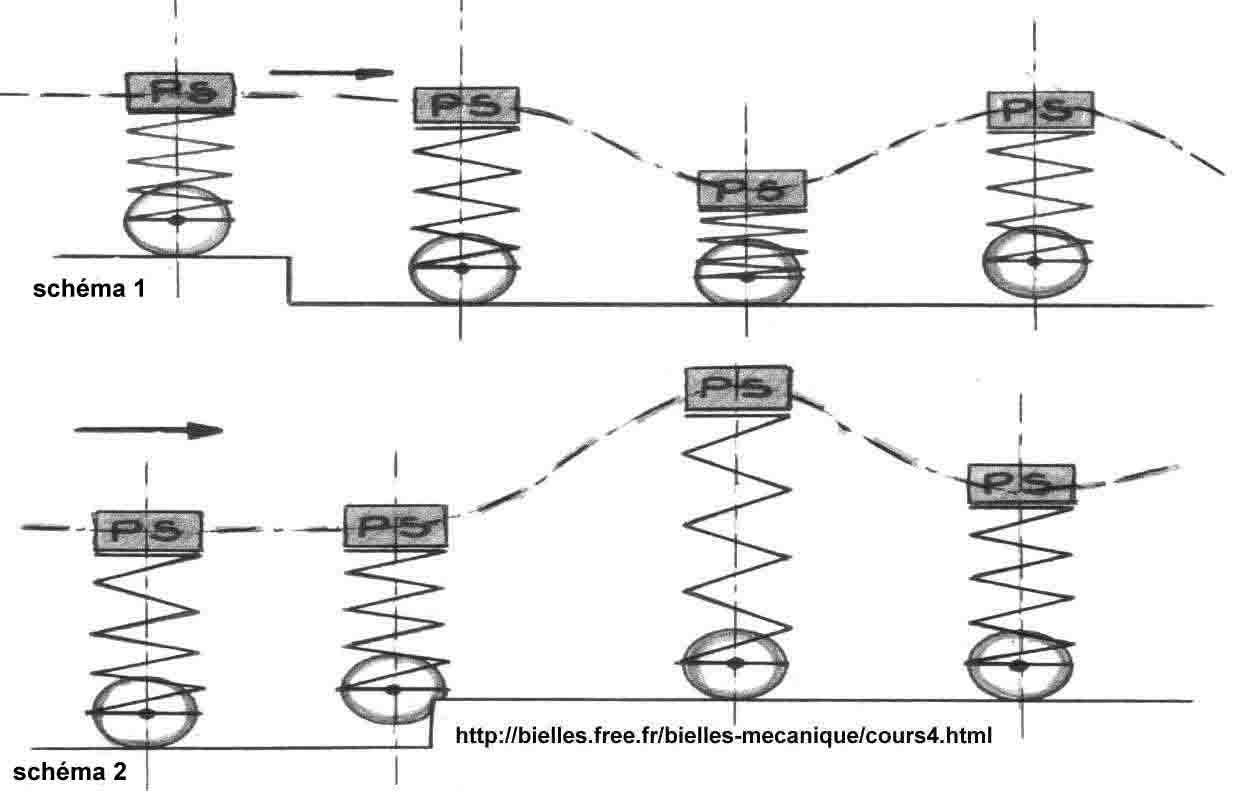 PS PS PS PS
schéma 1
PS PS PS PS
http://bielles.free.fr/bielles-mecanique/cours4.html
schéma 2